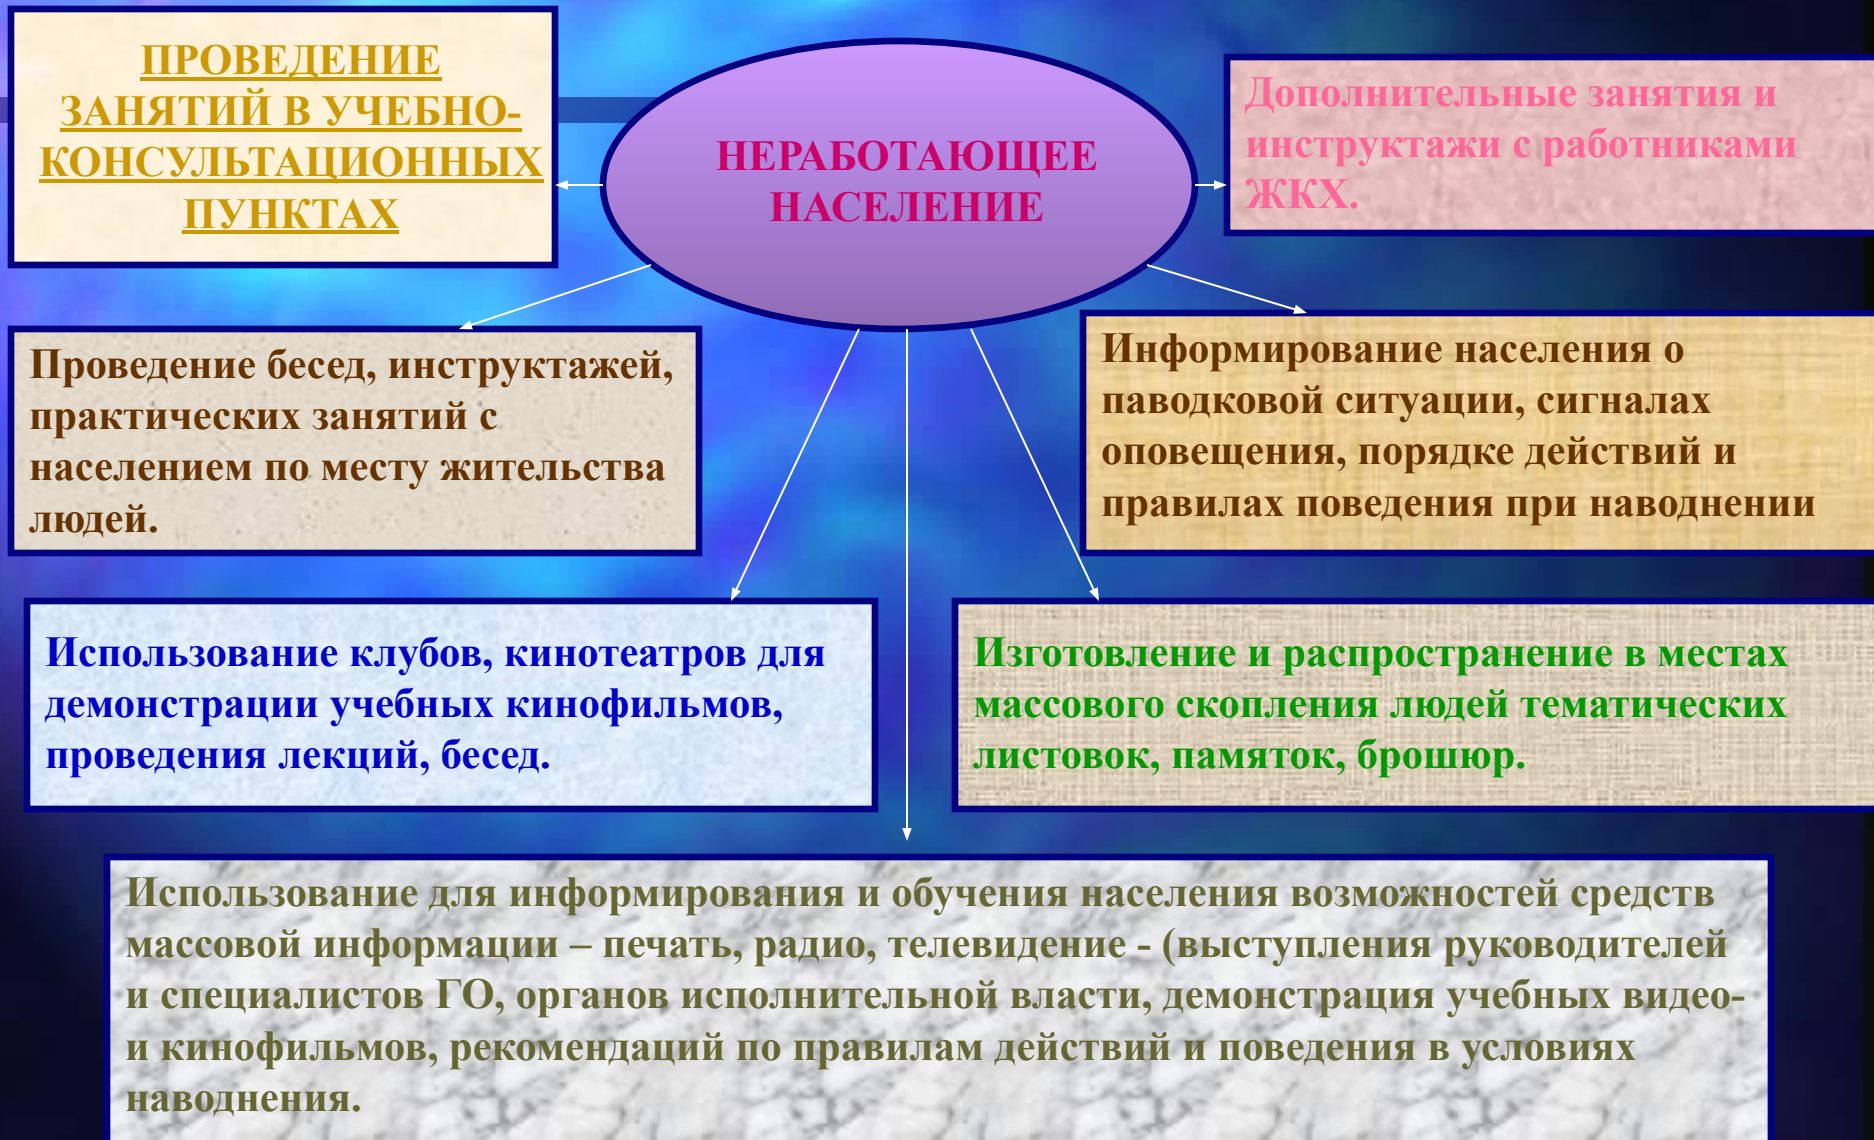 ПРОВЕДЕНИЕ
ЗАНЯТИЙ В УЧЕБНО-
КОНСУЛЬТАЦИОННЫХ
ПУНКТАХ
НЕРАБОТАЮЩЕЕ
НАСЕЛЕНИЕ
Дополнительные занятия и
инструктажи с работниками
ЖКХ.
Проведение бесед, инструктажей,
практических занятий с
населением по месту жительства
людей.
Информирование населения о
паводковой ситуации, сигналах
оповещения, порядке действий и
правилах поведения при наводнении
Использование клубов, кинотеатров для
демонстрации учебных кинофильмов,
проведения лекций, бесед.
Изготовление и распространение в местах
массового скопления людей тематических
листовок, памяток, брошюр.
Использование для информирования и обучения населения возможностей средств
массовой информации – печать, радио, телевидение - (выступления руководителей
и специалистов ГО, органов исполнительной власти, демонстрация учебных видео-
и кинофильмов, рекомендаций по правилам действий и поведения в условиях
наводнения.